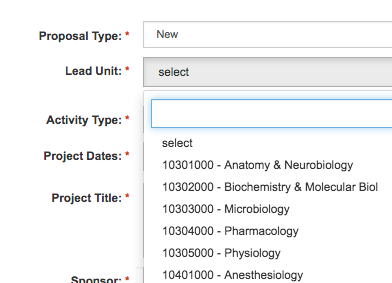 Proposal Type: * New
Lead Unit: * select
Activity Type: *
select
Project Dates: * 10301000 - Anatomy & Neurobiology
10302000 - Biochemistry & Molecular Biol
Project Title: * 10303000 - Microbiology
10304000 - Pharmacology
10305000 - Physiology
Sponsor: * 10401000 - Anesthesiology